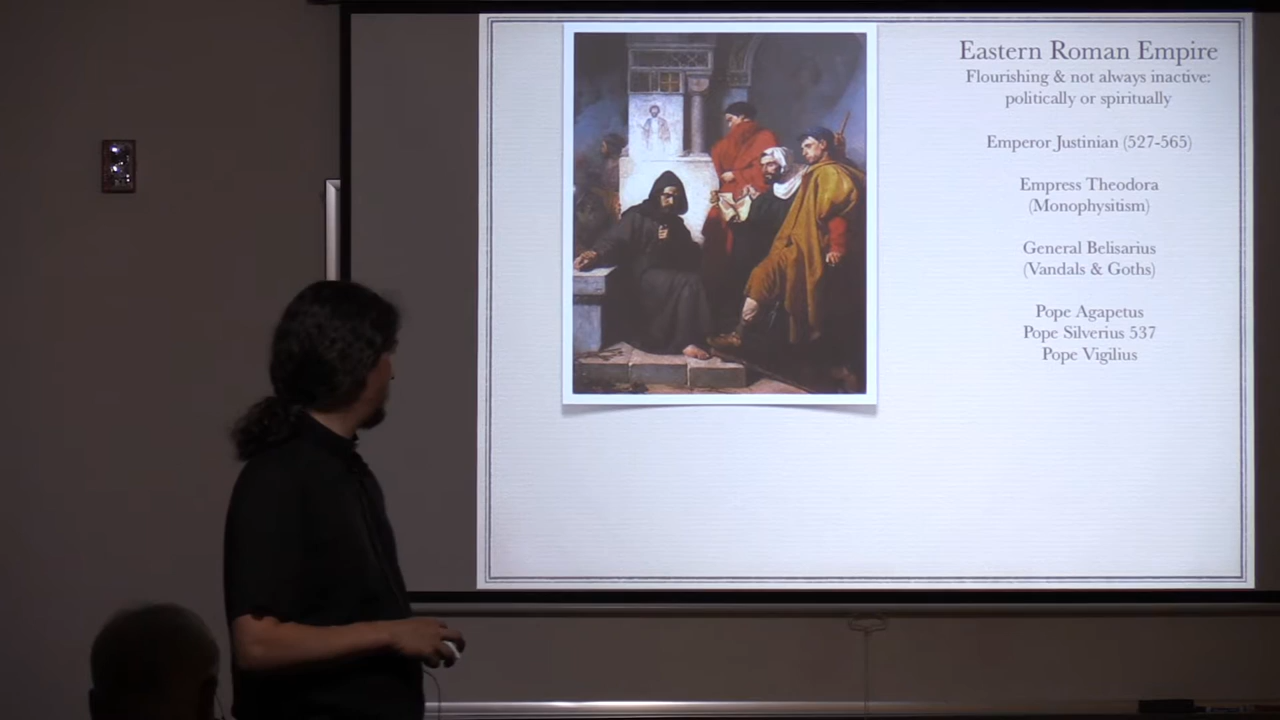 Eastern Roman Empire
Flourishing & not always inactive:
politically or spiritually
Emperor Justinian (527-565)
Empress Theodora
(Monophysitism)
General Belisarius
(Vandals & Goths)
Pope Agapetus
Pope Silverius 537
Pope Vigilius